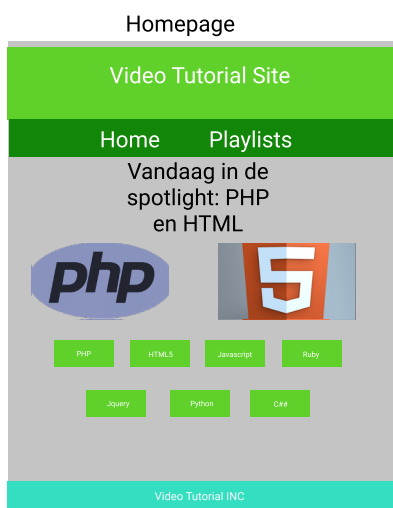 Homepage
Video Tutorial Site
Home Playlists
Vandaag in de
spotlight: PHP
en HTML
php 5
PHP HTML5 Javascript Ruby
Jquery Python C##
Video Tutorial INC